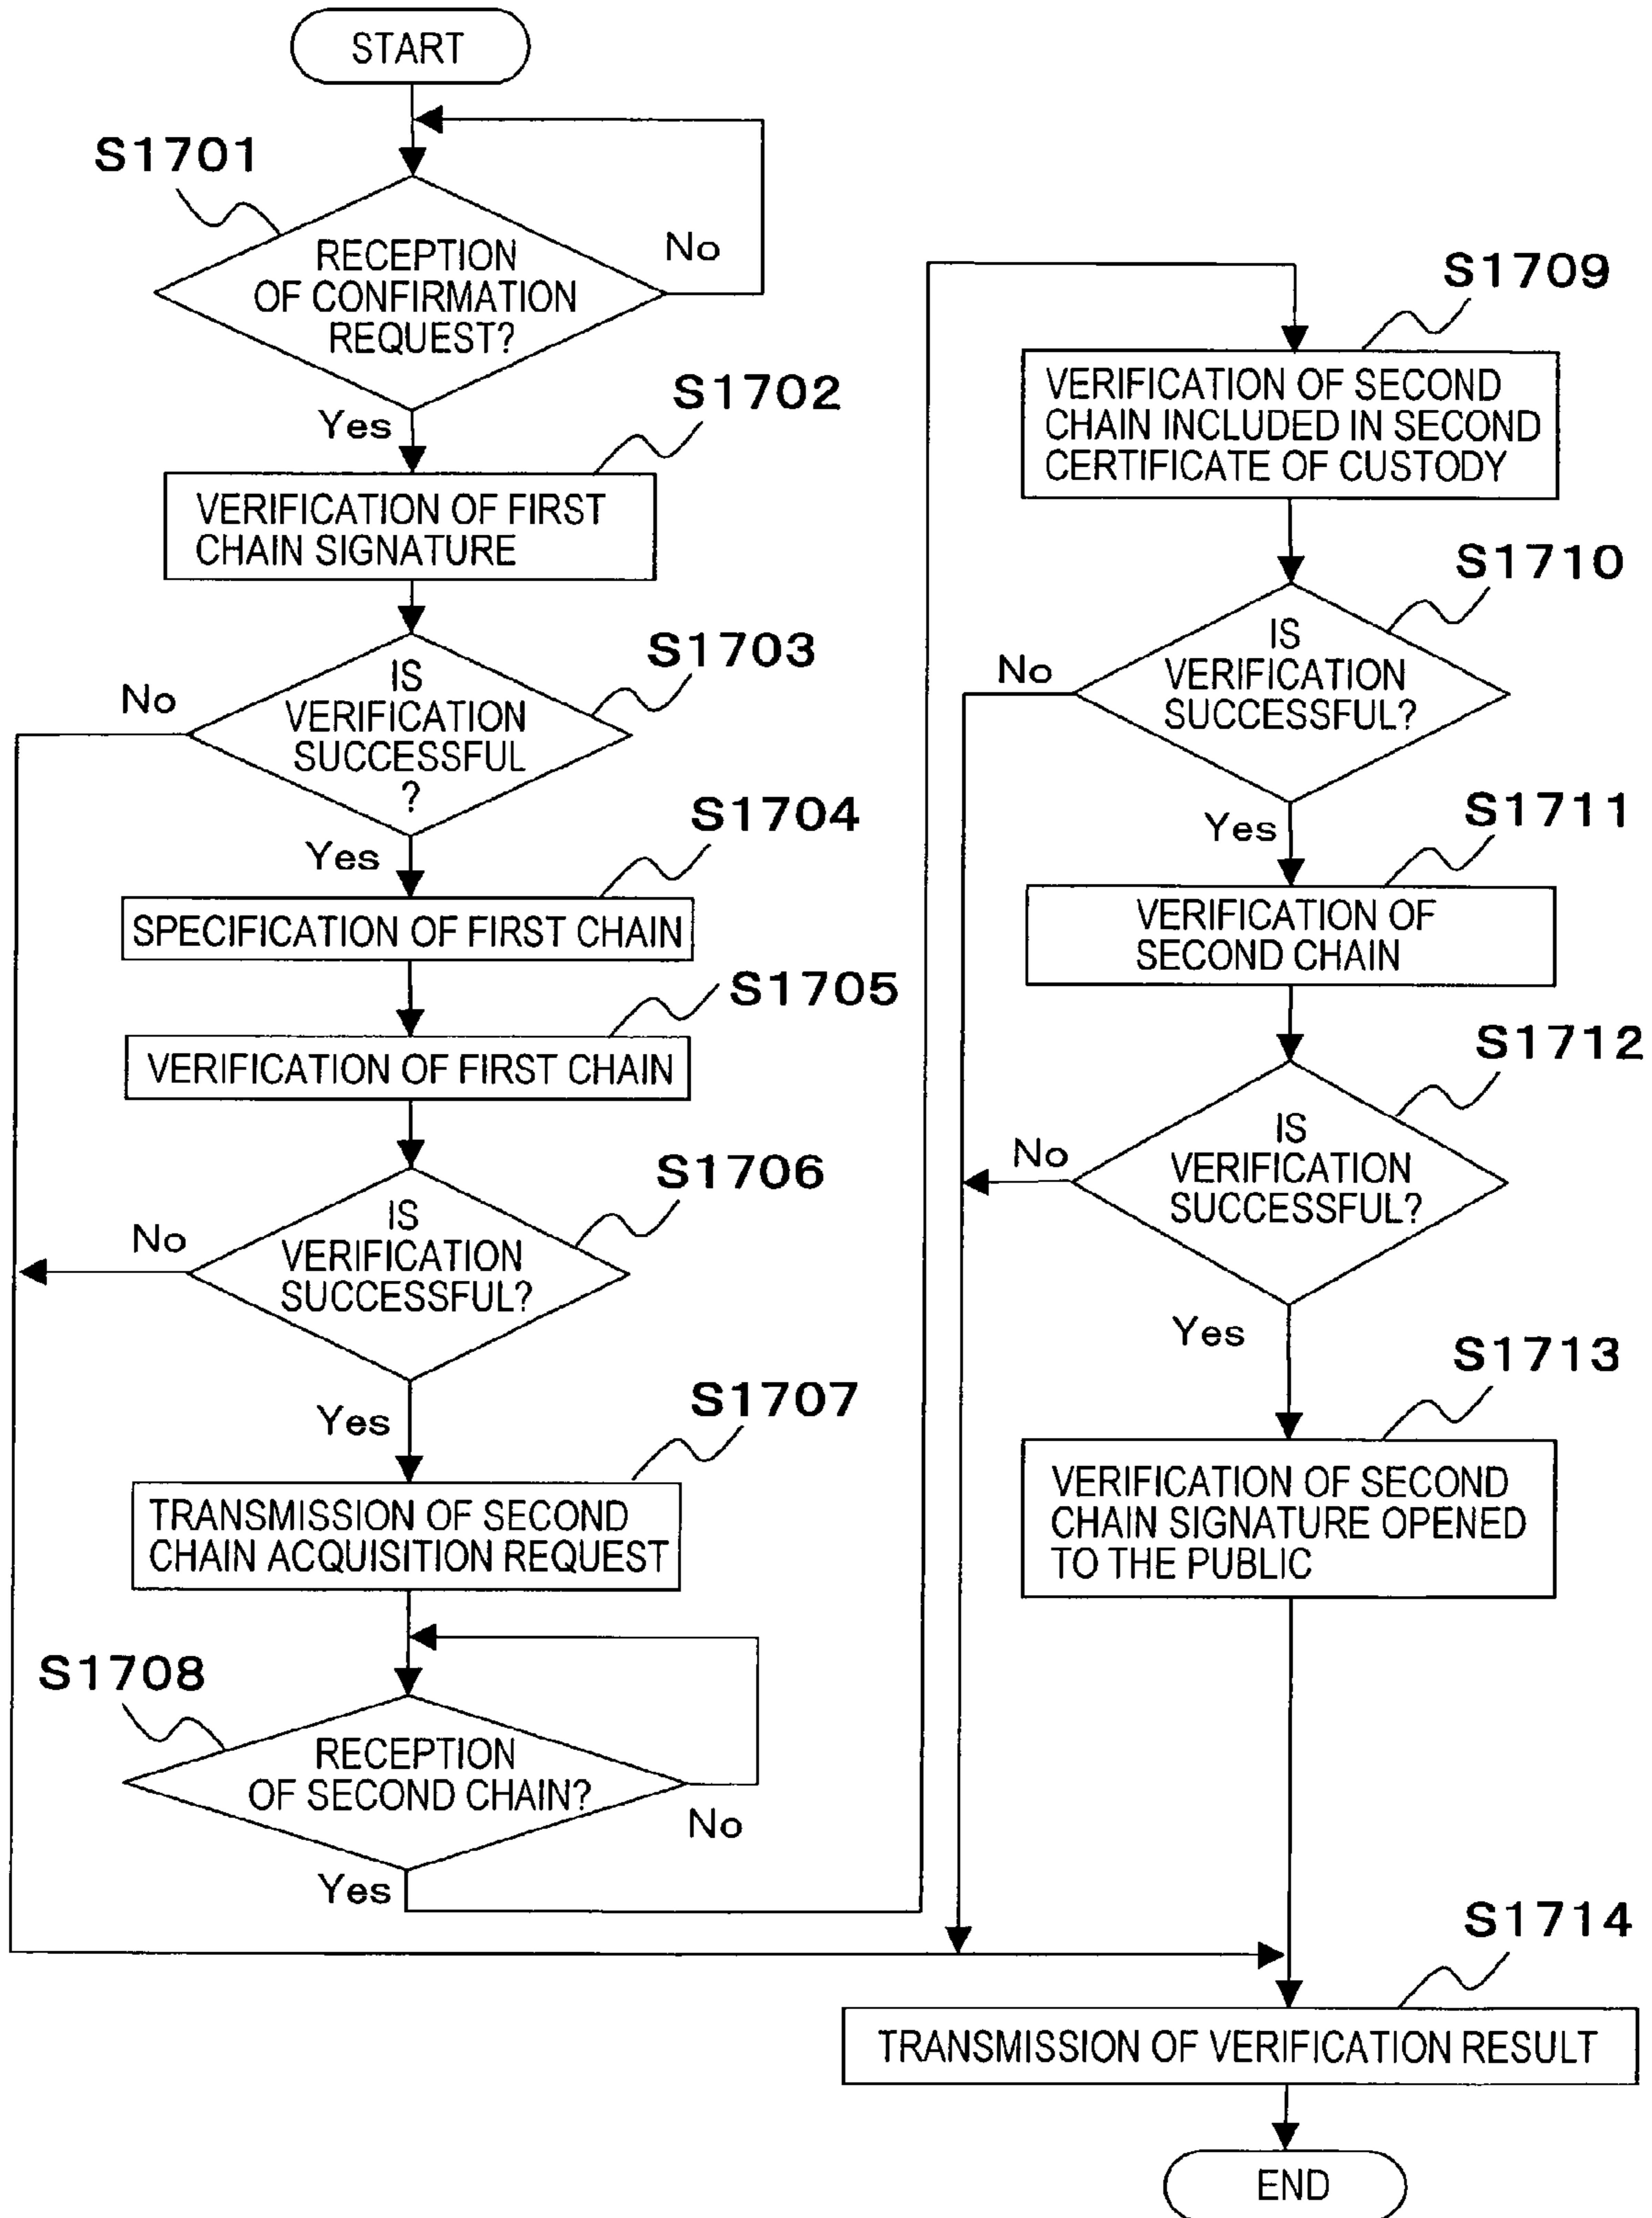 START
S1701
RECEPTION
OF CONFIRMATION
REQUEST?
No
Yes
S1702
VERIFICATION OF FIRST
CHAIN SIGNATURE
S1703
No
IS
VERIFICATION
SUCCESSFUL
?
Yes
S1704
SPECIFICATION OF FIRST CHAIN
S1705
VERIFICATION OF FIRST CHAIN
S1706
No
IS
VERIFICATION
SUCCESSFUL?
Yes
S1707
TRANSMISSION OF SECOND
CHAIN ACQUISITION REQUEST
S1708
RECEPTION
OF SECOND CHAIN?
No
Yes
S1709
VERIFICATION OF SECOND
CHAIN INCLUDED IN SECOND
CERTIFICATE OF CUSTODY
S1710
No
IS
VERIFICATION
SUCCESSFUL?
Yes
S1711
VERIFICATION OF
SECOND CHAIN
S1712
No
IS
VERIFICATION
SUCCESSFUL?
Yes
S1713
VERIFICATION OF SECOND
CHAIN SIGNATURE OPENED
TO THE PUBLIC
S1714
TRANSMISSION OF VERIFICATION RESULT
END